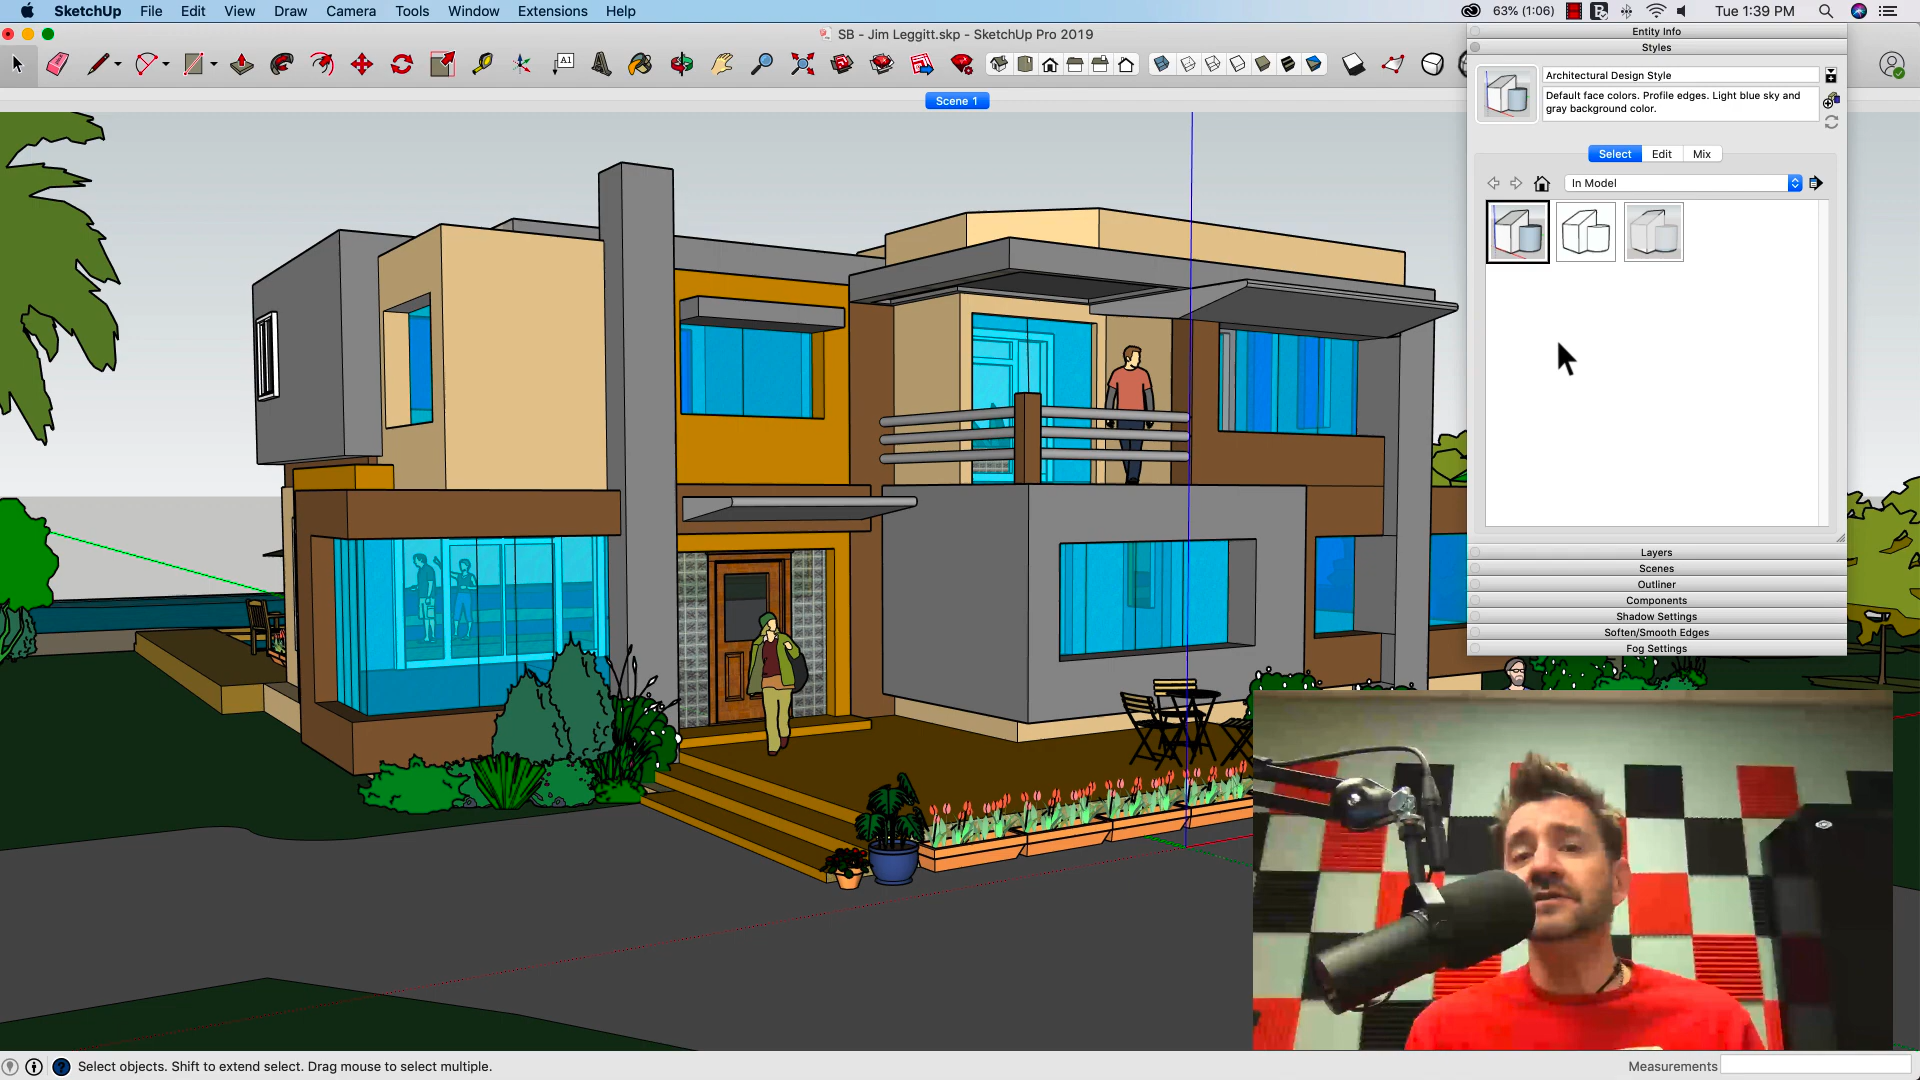 SketchUp File Edit View Draw Camera Tools Window Extensions Help 63% (1:06) Tue 1:39 PM
SB - Jim Leggitt.skp - SketchUp Pro 2019
A1
Scene 1
Entity Info
Styles
Architectural Design Style
Default face colors. Profile edges. Light blue sky and
gray background color.
Select Edit Mix
In Model
Layers
Scenes
Outliner
Components
Shadow Settings
Soften/Smooth Edges
Fog Settings
Select objects. Shift to extend select. Drag mouse to select multiple.
Measurements